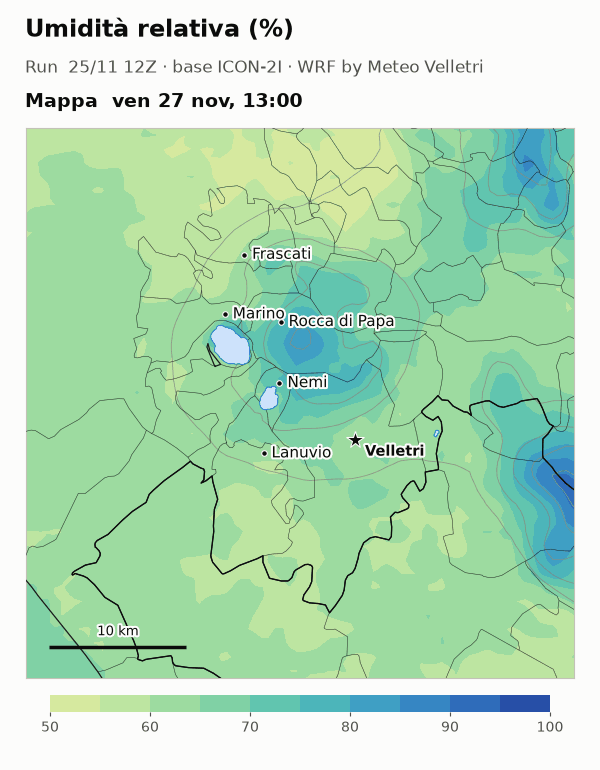 Umidità relativa (%)
Run  25/11 12Z · base ICON-2I · WRF by Meteo Velletri
Mappa  ven 27 nov, 13:00
Frascati
Marino
Rocca di Papa
Nemi
Velletri
Lanuvio
10 km
50 60 70 80 90 100